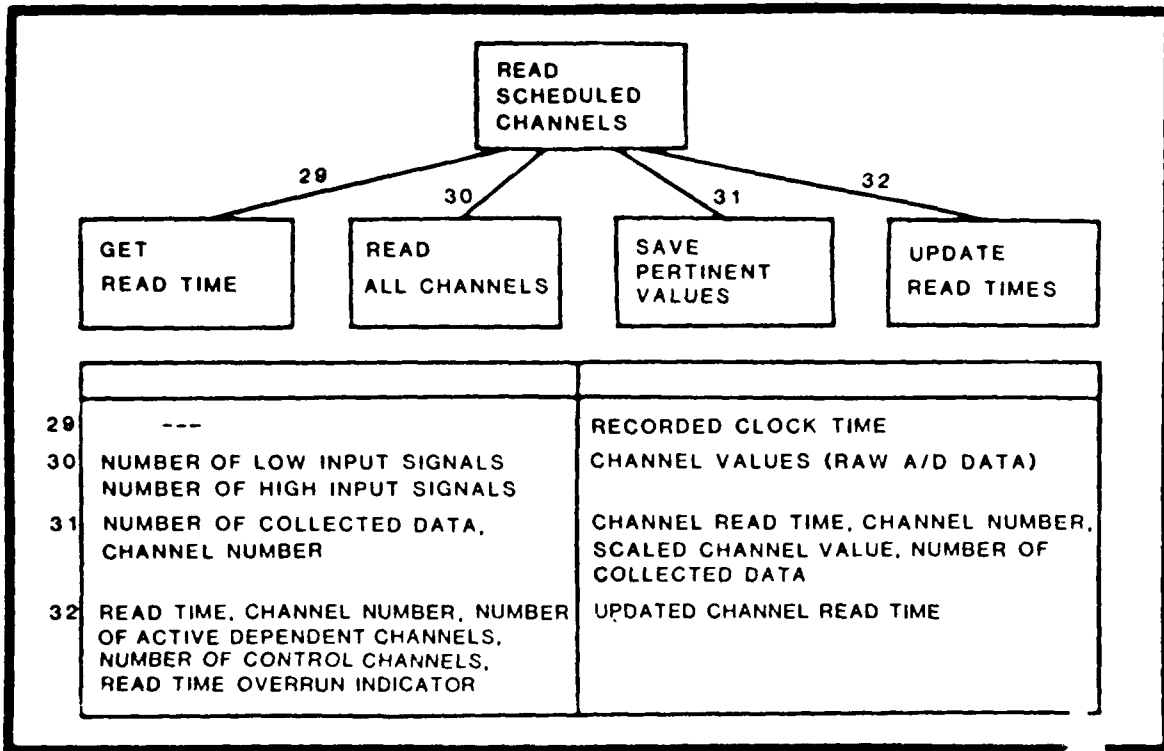 READ
SCHEDULED
CHANNELS
29
30
31
32
GET
READ TIME
READ
ALL CHANNELS
SAVE
PERTINENT
VALUES
UPDATE
READ TIMES
29 --- RECORDED CLOCK TIME
30 NUMBER OF LOW INPUT SIGNALS CHANNEL VALUES (RAW A/D DATA)
NUMBER OF HIGH INPUT SIGNALS
31 NUMBER OF COLLECTED DATA, CHANNEL READ TIME, CHANNEL NUMBER,
CHANNEL NUMBER SCALED CHANNEL VALUE, NUMBER OF
COLLECTED DATA
32 READ TIME, CHANNEL NUMBER, NUMBER UPDATED CHANNEL READ TIME
OF ACTIVE DEPENDENT CHANNELS,
NUMBER OF CONTROL CHANNELS,
READ TIME OVERRUN INDICATOR